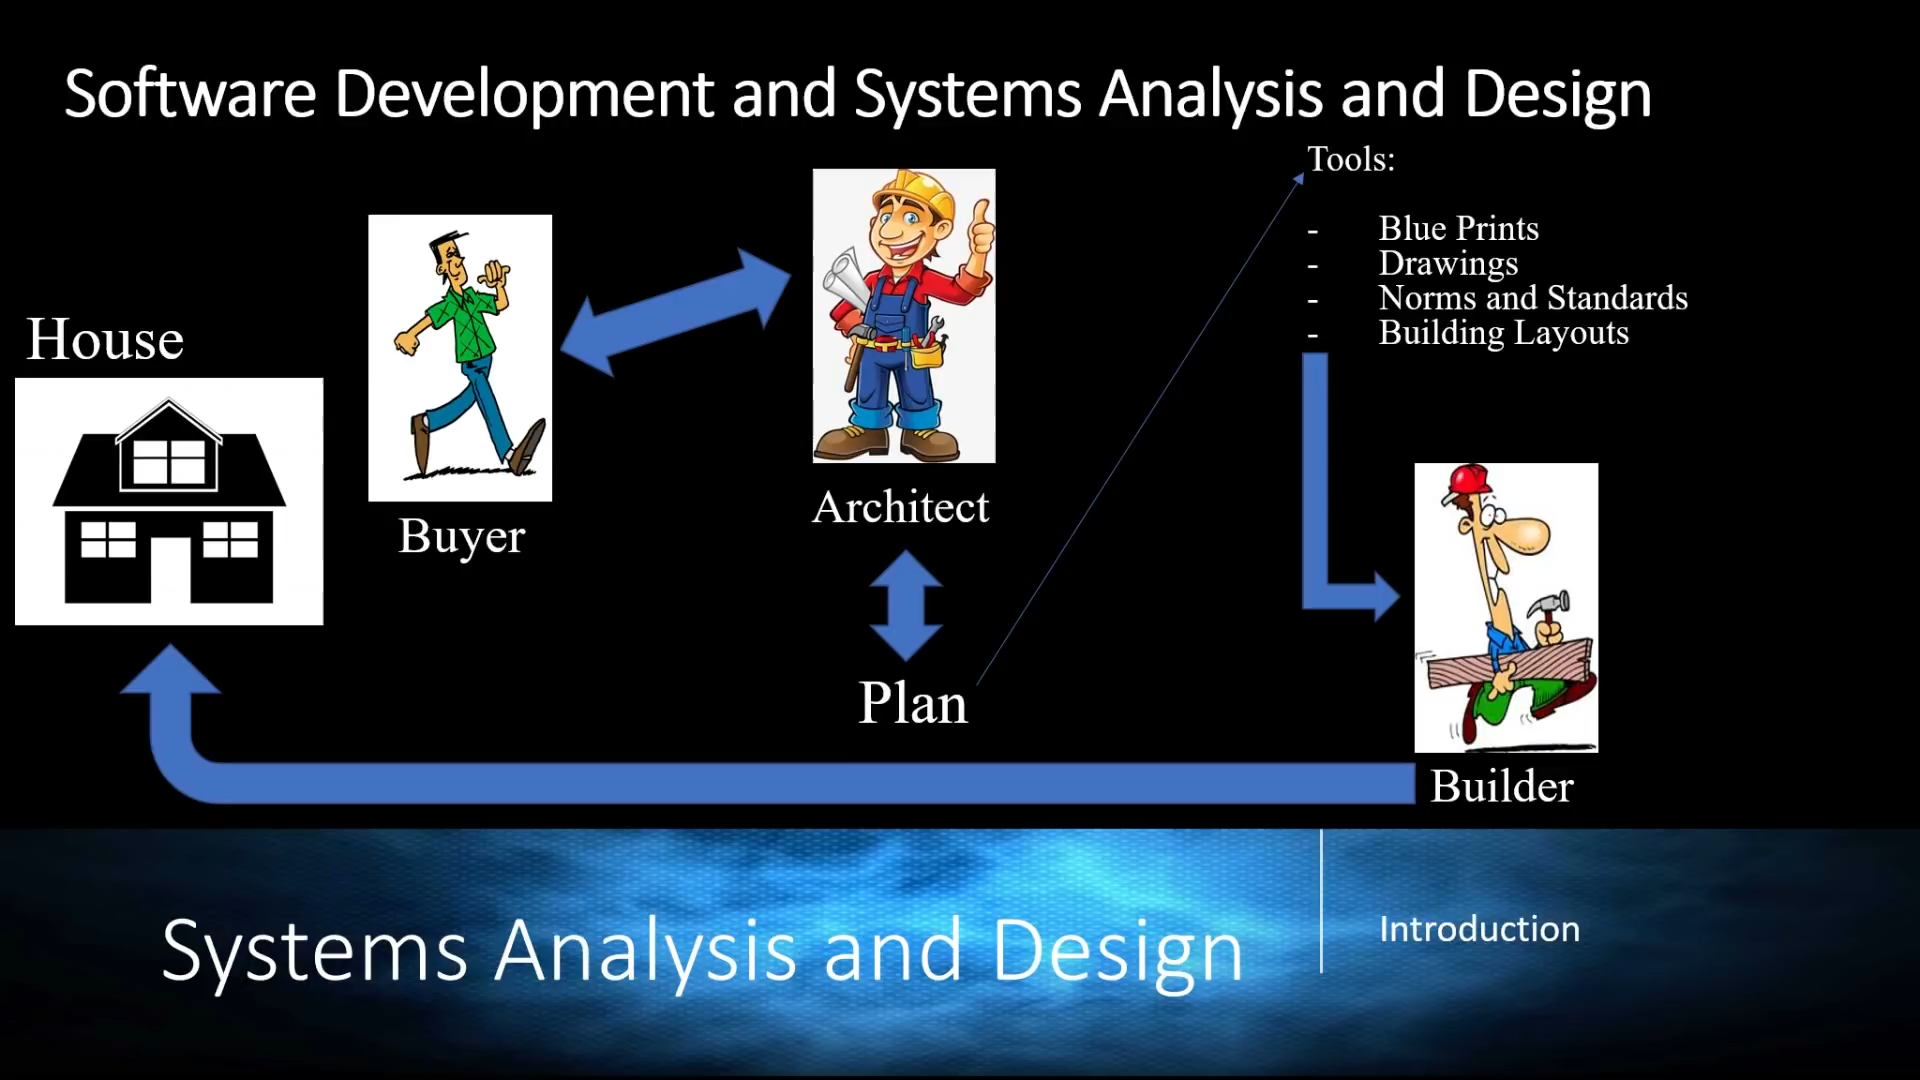 Software Development and Systems Analysis and Design
Tools:
- Blue Prints
- Drawings
- Norms and Standards
- Building Layouts
House
Buyer
Architect
Plan
Builder
Systems Analysis and Design
Introduction